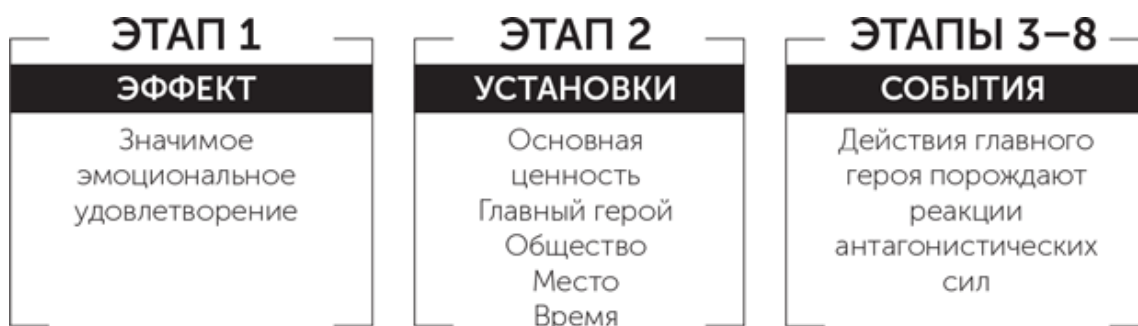 ЭТАП 1
ЭФФЕКТ
Значимое
эмоциональное
удовлетворение
ЭТАП 2
УСТАНОВКИ
Основная
ценность
Главный герой
Общество
Место
Время
ЭТАПЫ 3–8
СОБЫТИЯ
Действия главного
героя порождают
реакции
антагонистических
сил